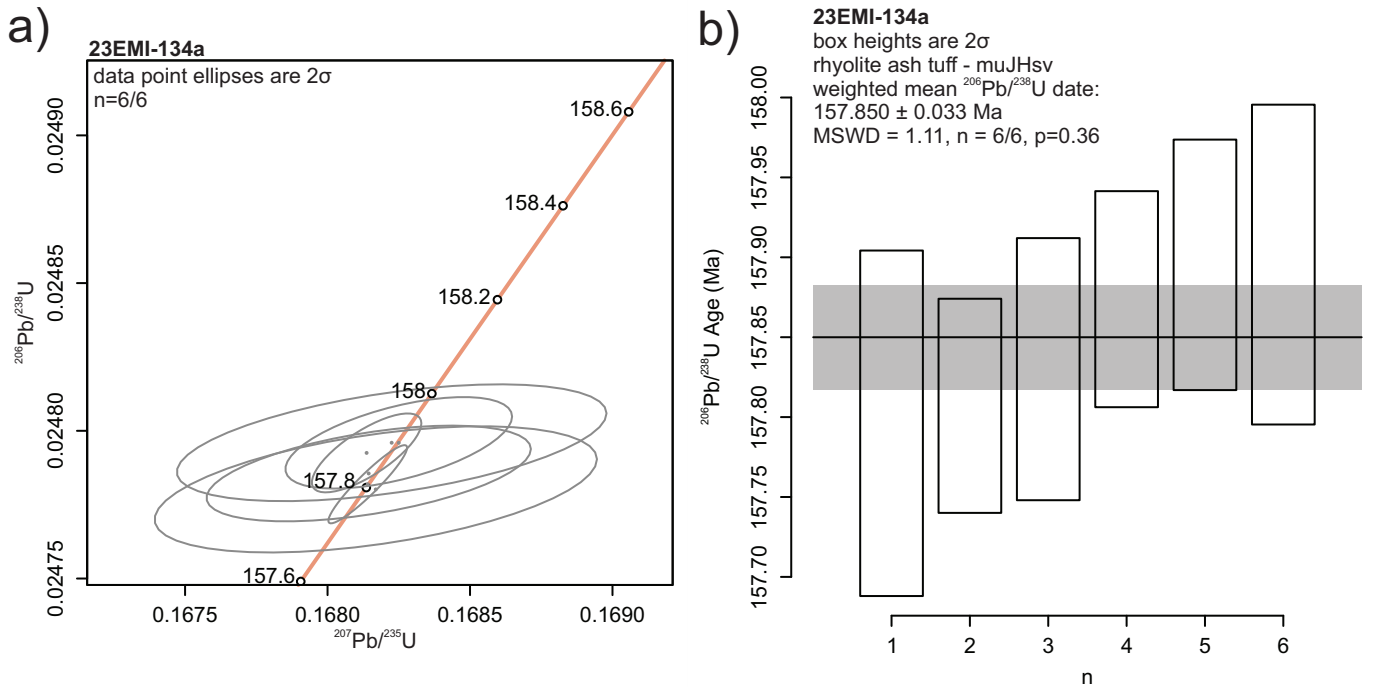 a)
23EMI-134a
data point ellipses are 2σ
n=6/6
158.6
158.4
158.2
158
157.8
157.6
0.02490
0.02485
0.02480
0.02475
²⁰⁶Pb/²³⁸U
0.1675 0.1680 0.1685 0.1690
²⁰⁷Pb/²³⁵U
b)
23EMI-134a
box heights are 2σ
rhyolite ash tuff - muJHsv
weighted mean ²⁰⁶Pb/²³⁸U date:
157.850 ± 0.033 Ma
MSWD = 1.11, n = 6/6, p=0.36
158.00
157.95
157.90
157.85
157.80
157.75
157.70
²⁰⁶Pb/²³⁸U Age (Ma)
1 2 3 4 5 6
n